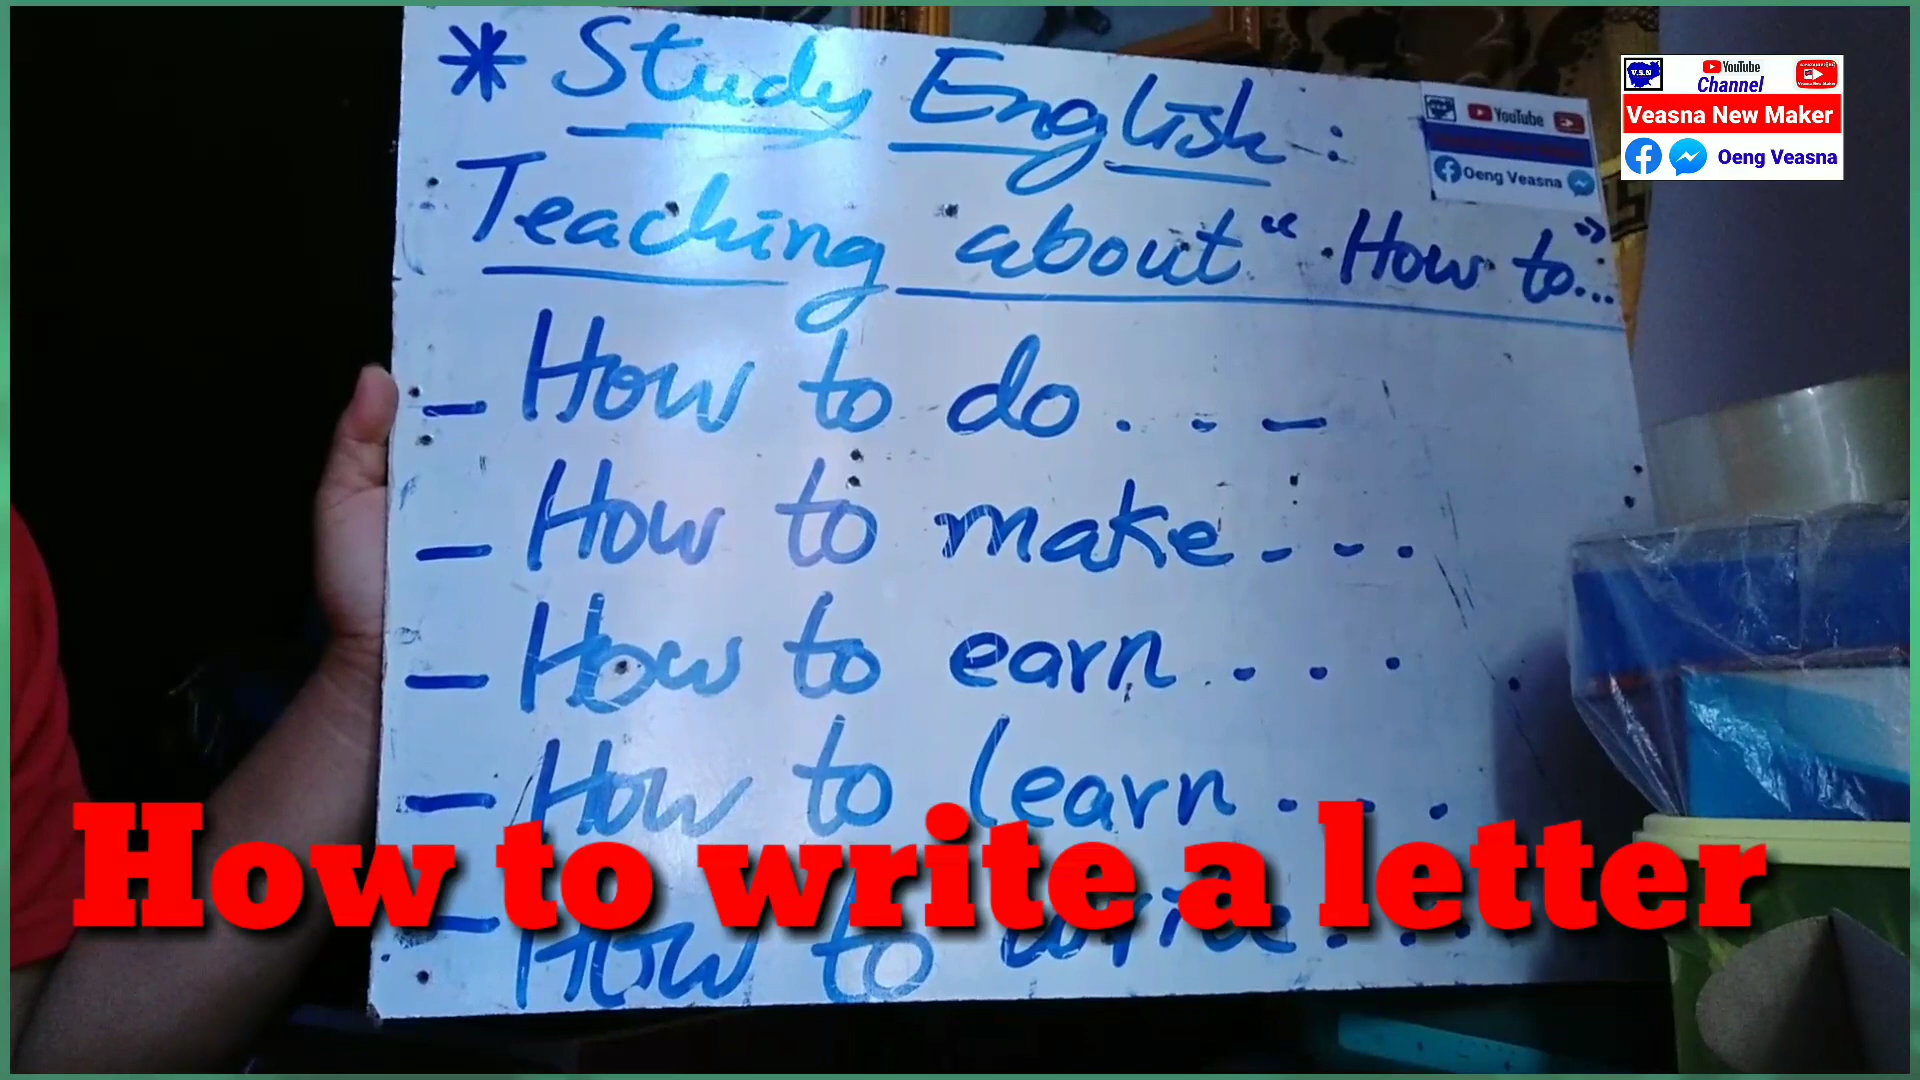 * Study English :
Teaching about “ How to...”
- How to do . . . -
- How to make - - . .
- How to earn . . . .
- How to learn . . . .
- How to write . . . .
How to write a letter
YouTube
Oeng Veasna
V.S.N
YouTube
Channel
Veasna New Maker
Oeng Veasna